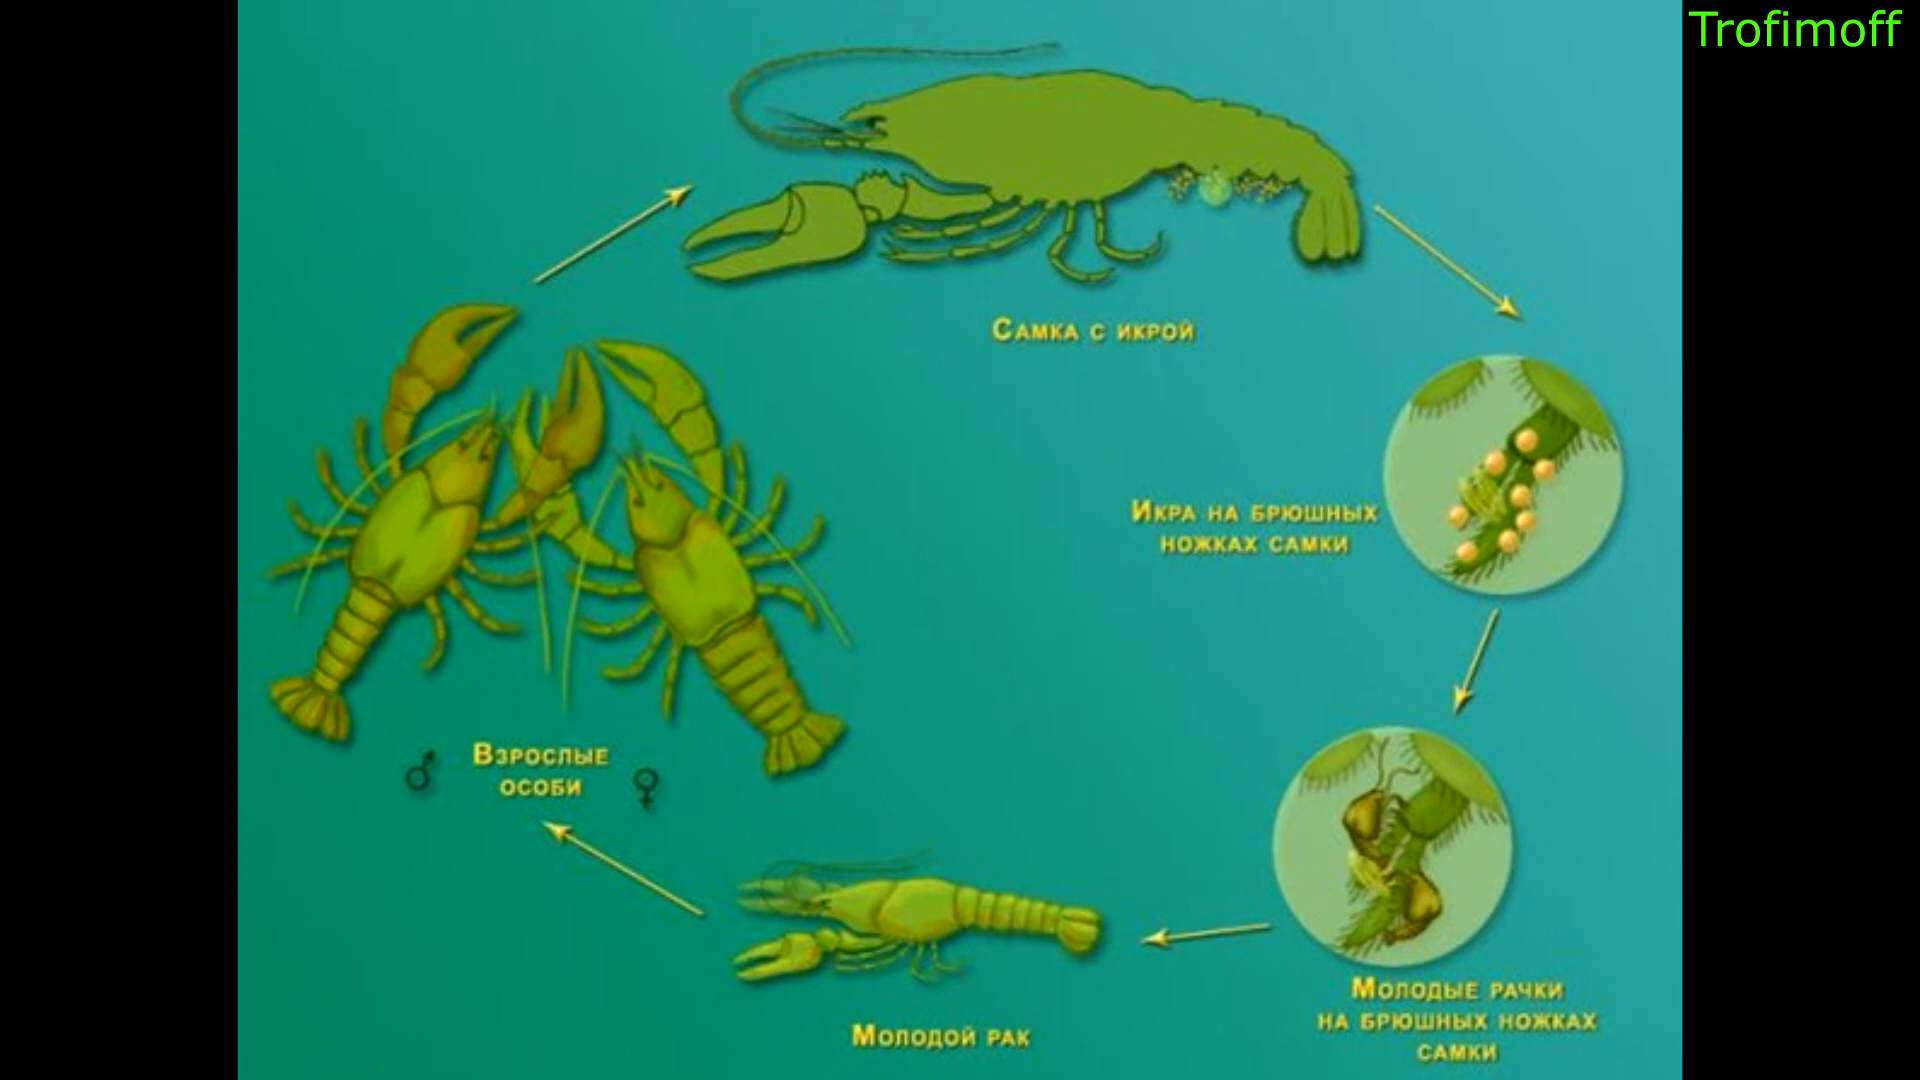 Trofimoff
Самка с икрой
Икра на брюшных
ножках самки
Взрослые
особи
Молодые рачки
на брюшных ножках
самки
Молодой рак